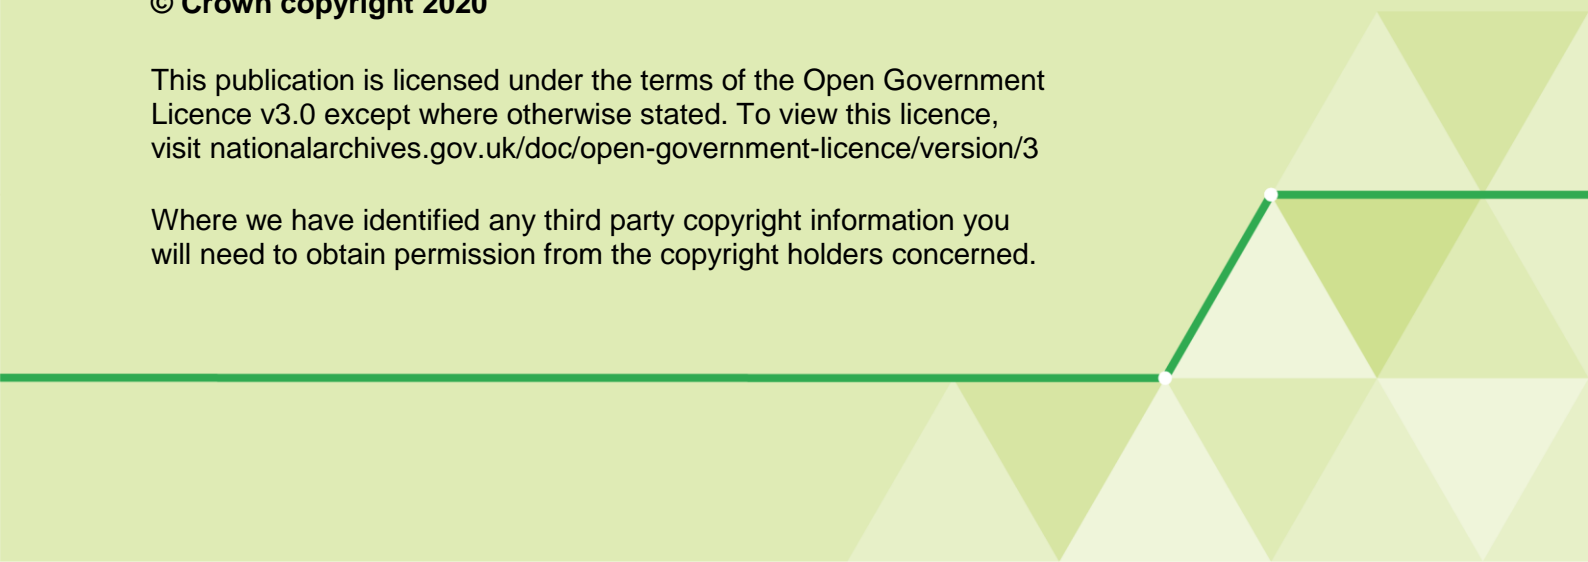 © Crown copyright 2020
This publication is licensed under the terms of the Open Government
Licence v3.0 except where otherwise stated. To view this licence,
visit nationalarchives.gov.uk/doc/open-government-licence/version/3
Where we have identified any third party copyright information you
will need to obtain permission from the copyright holders concerned.